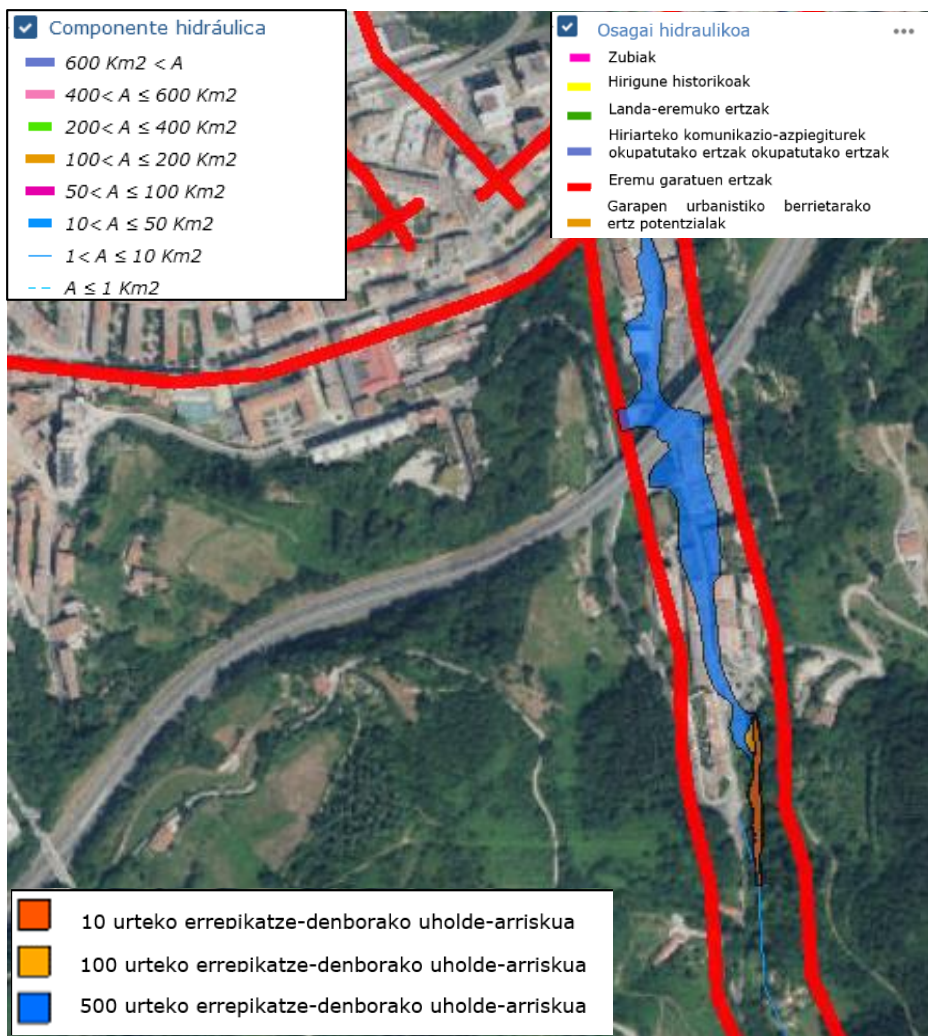 Componente hidráulica
600 Km2 < A
400< A ≤ 600 Km2
200< A ≤ 400 Km2
100< A ≤ 200 Km2
50< A ≤ 100 Km2
10< A ≤ 50 Km2
1< A ≤ 10 Km2
A ≤ 1 Km2
Osagai hidraulikoa
Zubiak
Hirigune historikoak
Landa-eremuko ertzak
Hiriarteko komunikazio-azpiegiturek
okupatutako ertzak okupatutako ertzak
Eremu garatuen ertzak
Garapen urbanistiko berrietarako
ertz potentzialak
10 urteko errepikatze-denborako uholde-arriskua
100 urteko errepikatze-denborako uholde-arriskua
500 urteko errepikatze-denborako uholde-arriskua